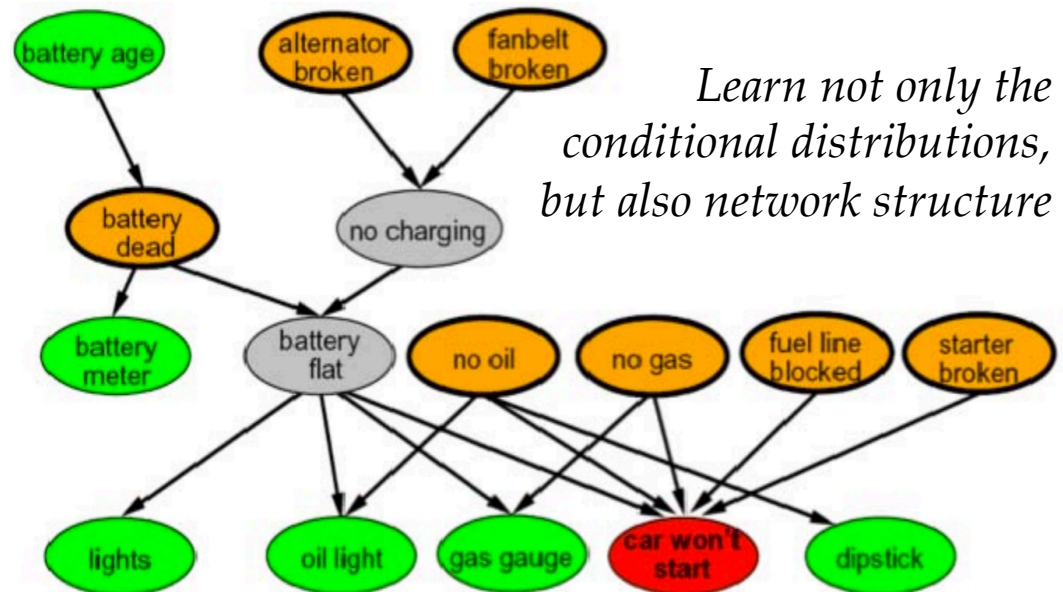 battery age
alternator
broken
fanbelt
broken
Learn not only the
conditional distributions,
but also network structure
battery
dead
no charging
battery
meter
battery
flat
no oil
no gas
fuel line
blocked
starter
broken
lights
oil light
gas gauge
car won't
start
dipstick